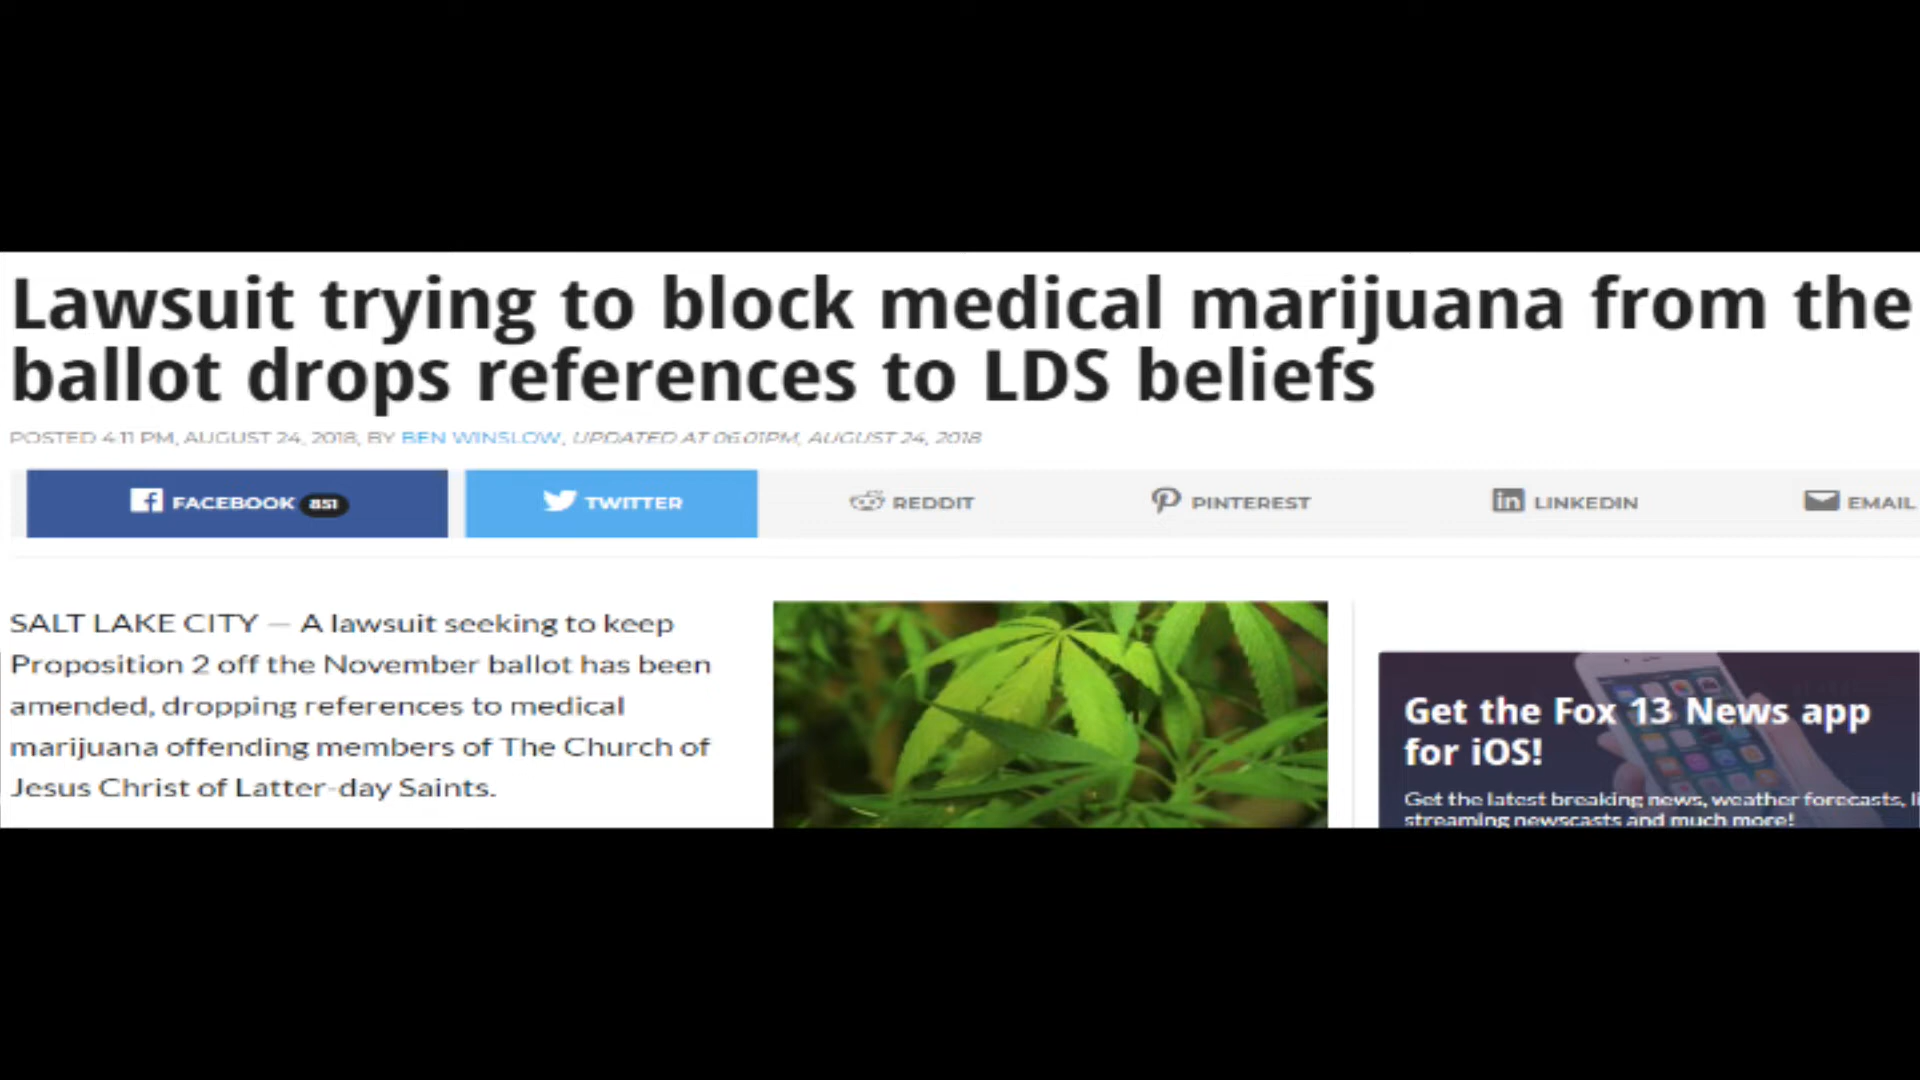 Lawsuit trying to block medical marijuana from the
ballot drops references to LDS beliefs
POSTED 4:11 PM, AUGUST 24, 2018, BY BEN WINSLOW, UPDATED AT 06:01PM, AUGUST 24, 2018
FACEBOOK 851 TWITTER REDDIT PINTEREST LINKEDIN EMAIL
SALT LAKE CITY — A lawsuit seeking to keep
Proposition 2 off the November ballot has been
amended, dropping references to medical
marijuana offending members of The Church of
Jesus Christ of Latter-day Saints.
Get the Fox 13 News app
for iOS!
Get the latest breaking news, weather forecasts, li
streaming newscasts and much more!